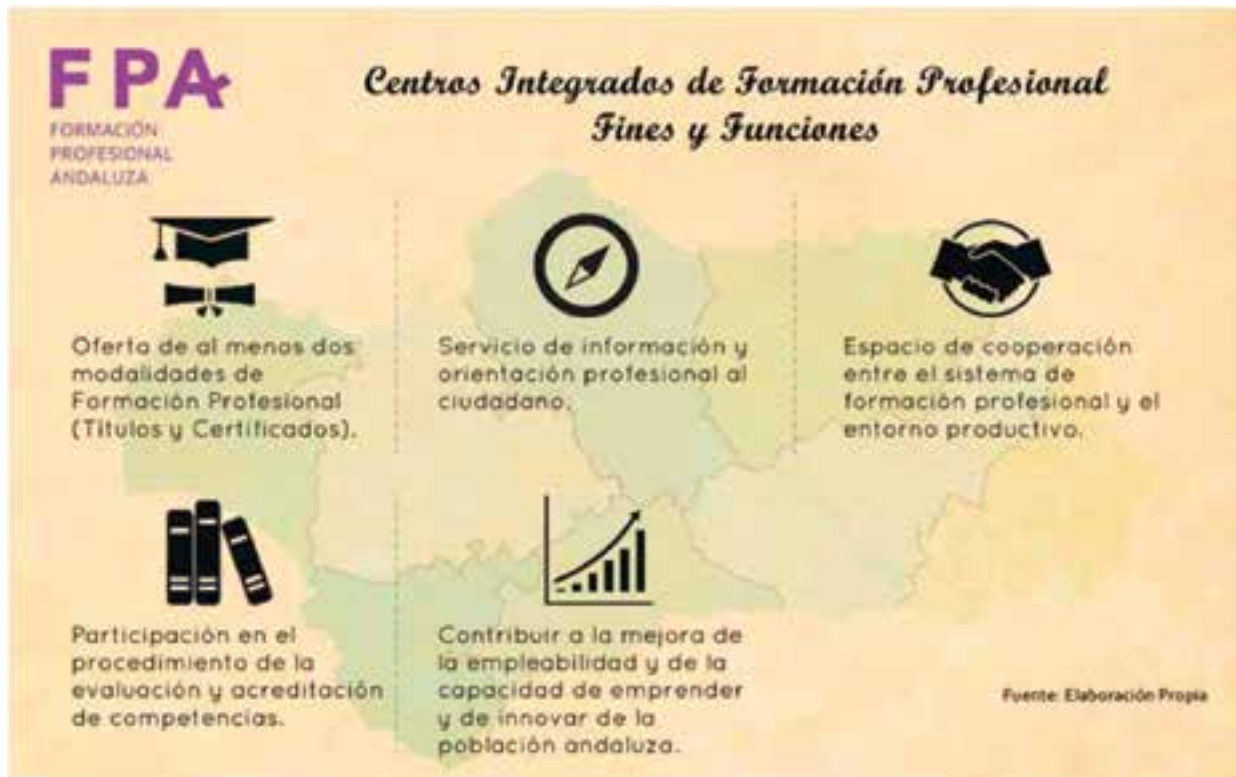 FPA
FORMACIÓN
PROFESIONAL
ANDALUZA
Centros Integrados de Formación Profesional
Fines y Funciones
Oferta de al menos dos
modalidades de
Formación Profesional
(Títulos y Certificados).
Servicio de información y
orientación profesional al
ciudadano.
Espacio de cooperación
entre el sistema de
formación profesional y el
entorno productivo.
Participación en el
procedimiento de la
evaluación y acreditación
de competencias.
Contribuir a la mejora de
la empleabilidad y de la
capacidad de emprender
y de innovar de la
población andaluza.
Fuente: Elaboración Propia